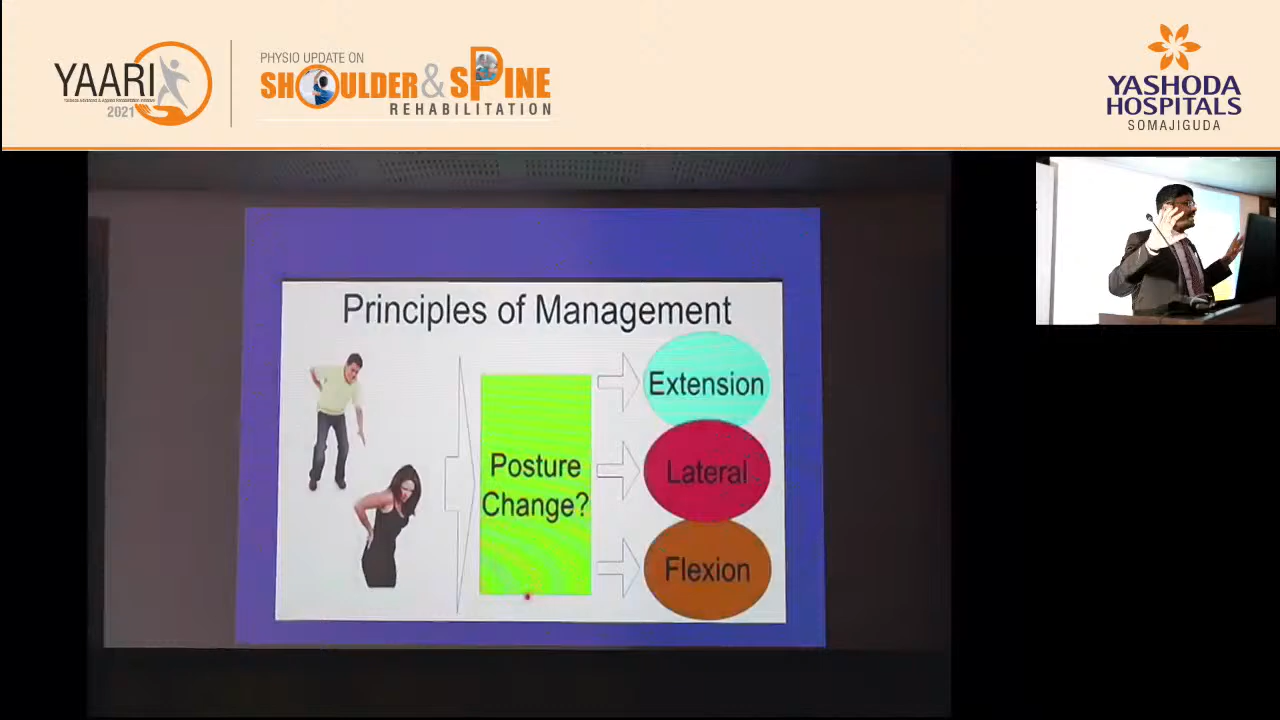 YAARI
2021
PHYSIO UPDATE ON
SHOULDER & SPINE
REHABILITATION
YASHODA
HOSPITALS
SOMAJIGUDA
Principles of Management
Posture
Change?
Extension
Lateral
Flexion